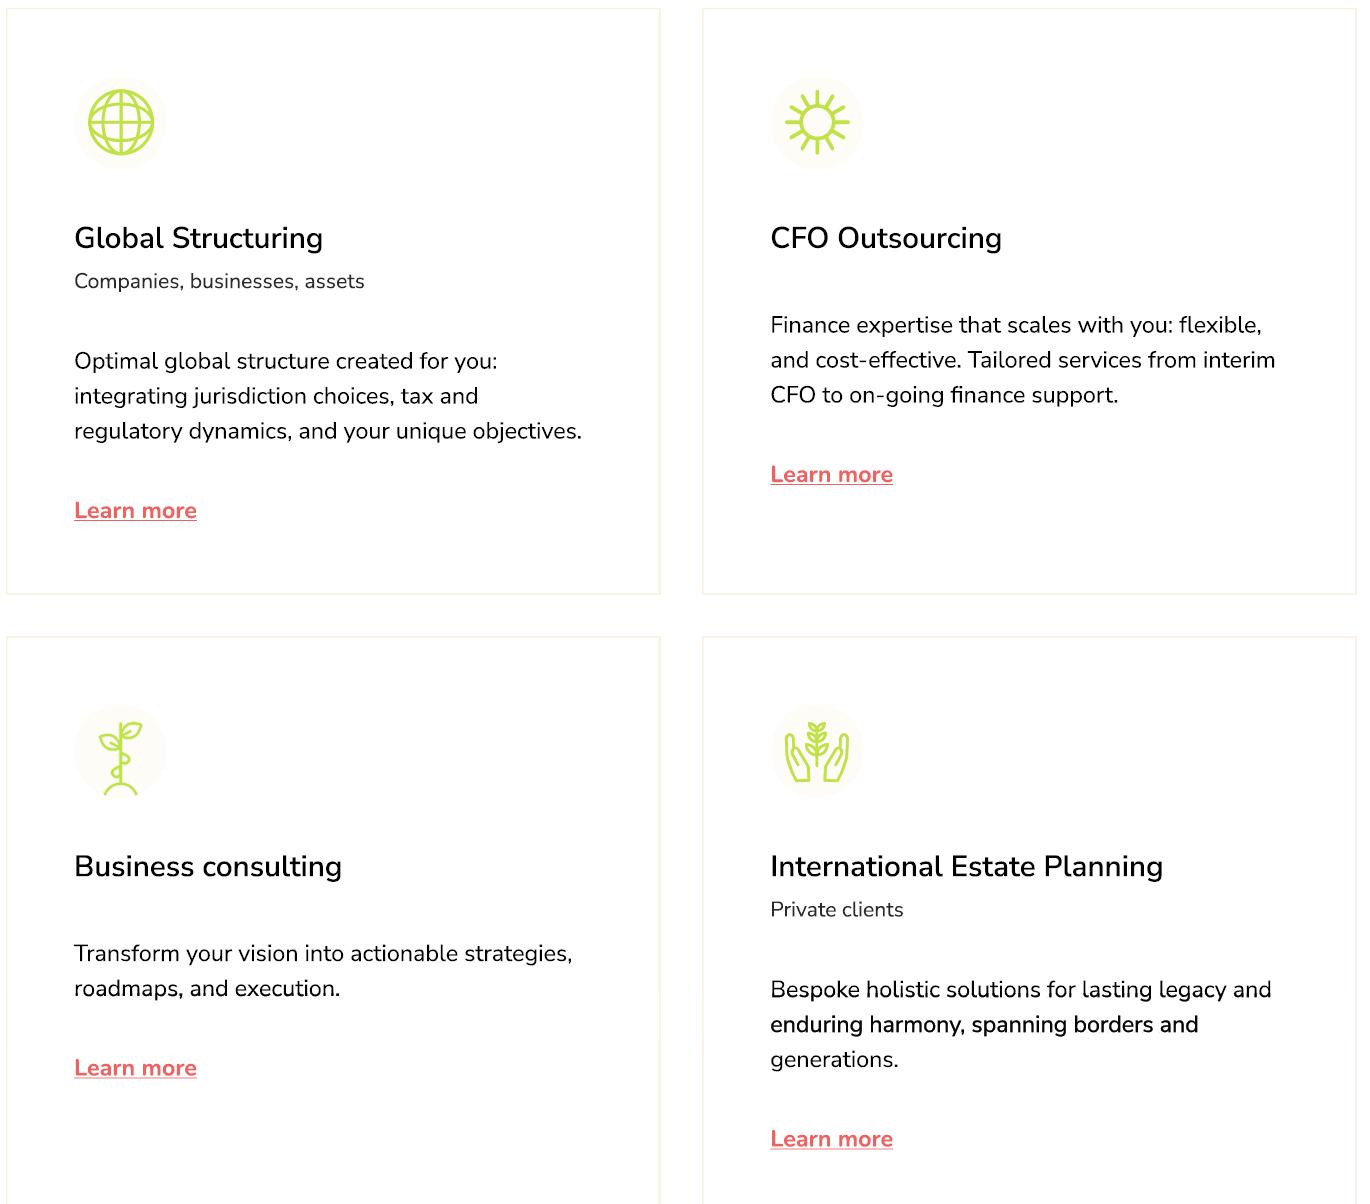 Global Structuring
Companies, businesses, assets
Optimal global structure created for you:
integrating jurisdiction choices, tax and
regulatory dynamics, and your unique objectives.
Learn more
CFO Outsourcing
Finance expertise that scales with you: flexible,
and cost-effective. Tailored services from interim
CFO to on-going finance support.
Learn more
Business consulting
Transform your vision into actionable strategies,
roadmaps, and execution.
Learn more
International Estate Planning
Private clients
Bespoke holistic solutions for lasting legacy and
enduring harmony, spanning borders and
generations.
Learn more